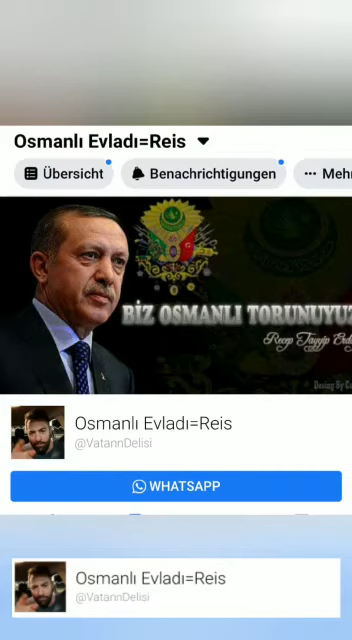 Osmanlı Evladı=Reis
Übersicht
Benachrichtigungen
BİZ OSMANLI TORUNUYUZ
Recep Tayyip
Osmanlı Evladı=Reis
@VatannDelisi
WHATSAPP
Osmanlı Evladı=Reis
@VatannDelisi